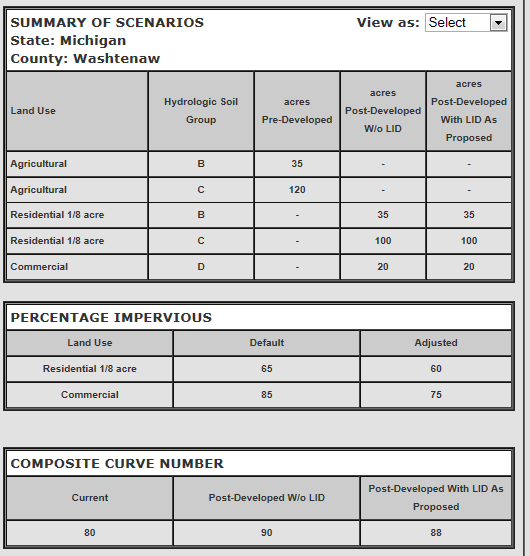 SUMMARY OF SCENARIOS View as: Select
State: Michigan
County: Washtenaw
Land Use Hydrologic Soil Group acres Pre-Developed acres Post-Developed W/o LID acres Post-Developed With LID As Proposed
Agricultural B 35 - -
Agricultural C 120 - -
Residential 1/8 acre B - 35 35
Residential 1/8 acre C - 100 100
Commercial D - 20 20
PERCENTAGE IMPERVIOUS
Land Use Default Adjusted
Residential 1/8 acre 65 60
Commercial 85 75
COMPOSITE CURVE NUMBER
Current Post-Developed W/o LID Post-Developed With LID As Proposed
80 90 88